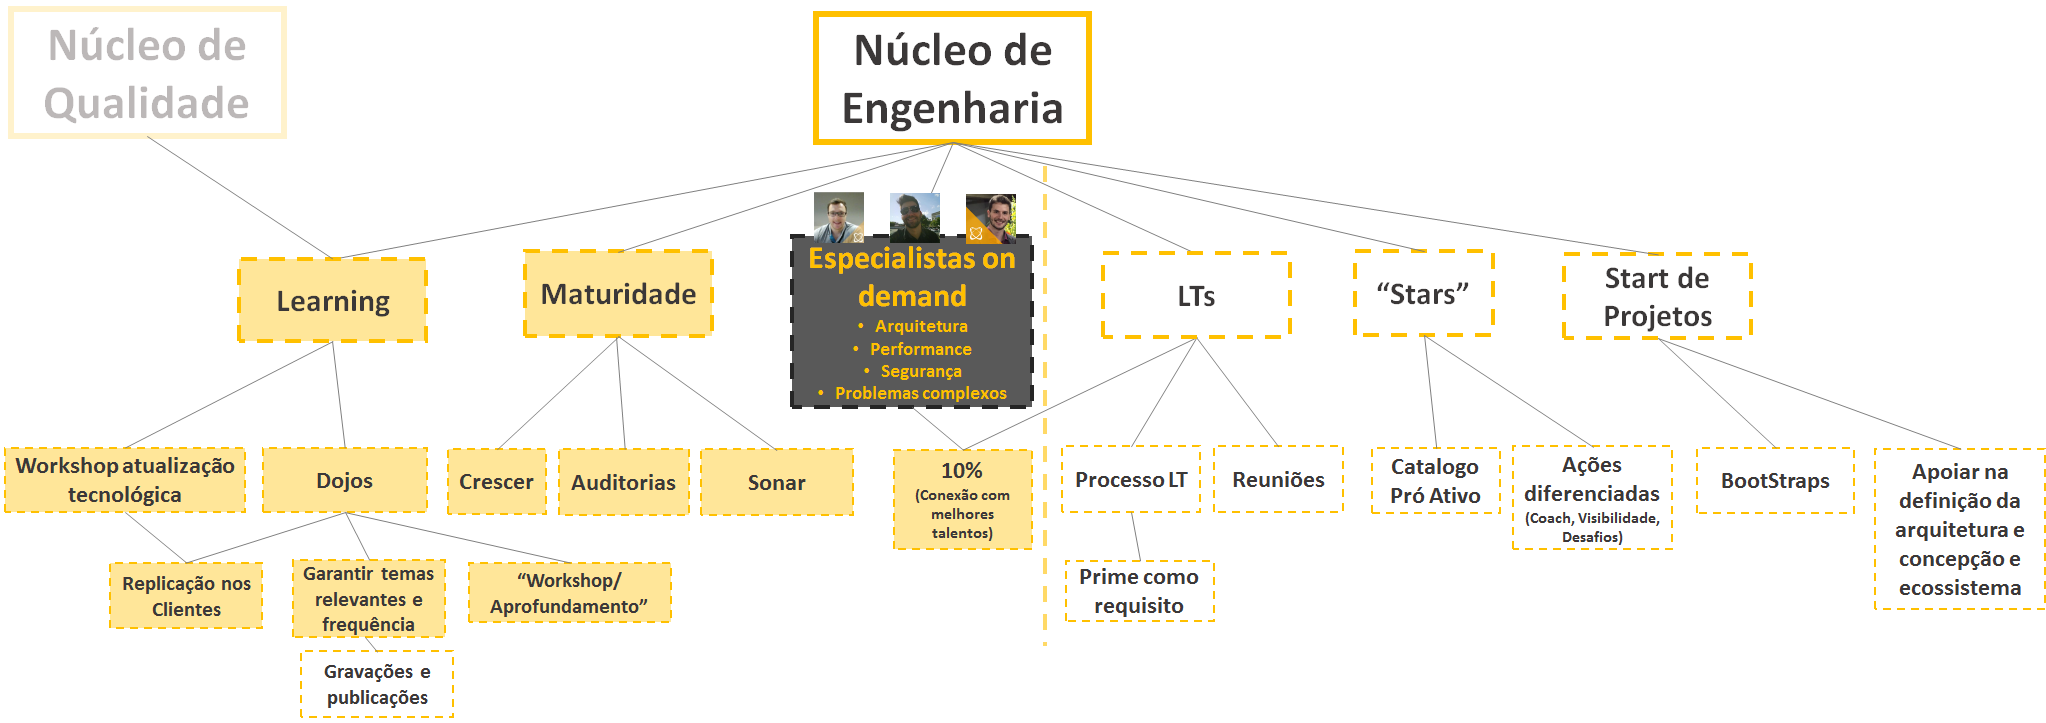 Núcleo de
Qualidade
Núcleo de
Engenharia
Learning
Maturidade
Especialistas on
demand
• Arquitetura
• Performance
• Segurança
• Problemas complexos
LTs
“Stars”
Start de
Projetos
Workshop atualização
tecnológica
Dojos
Crescer
Auditorias
Sonar
10%
(Conexão com
melhores
talentos)
Processo LT
Reuniões
Catalogo
Pró Ativo
Ações
diferenciadas
(Coach, Visibilidade,
Desafios)
BootStraps
Apoiar na
definição da
arquitetura e
concepção e
ecossistema
Replicação nos
Clientes
Garantir temas
relevantes e
frequência
“Workshop/
Aprofundamento”
Prime como
requisito
Gravações e
publicações